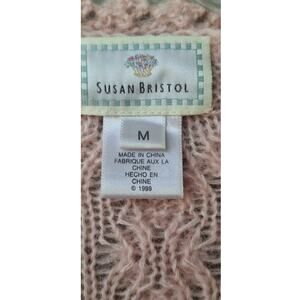 SUSAN BRISTOL
M
MADE IN CHINA
FABRIQUE AUX LA
CHINE
HECHO EN
CHINE
© 1999